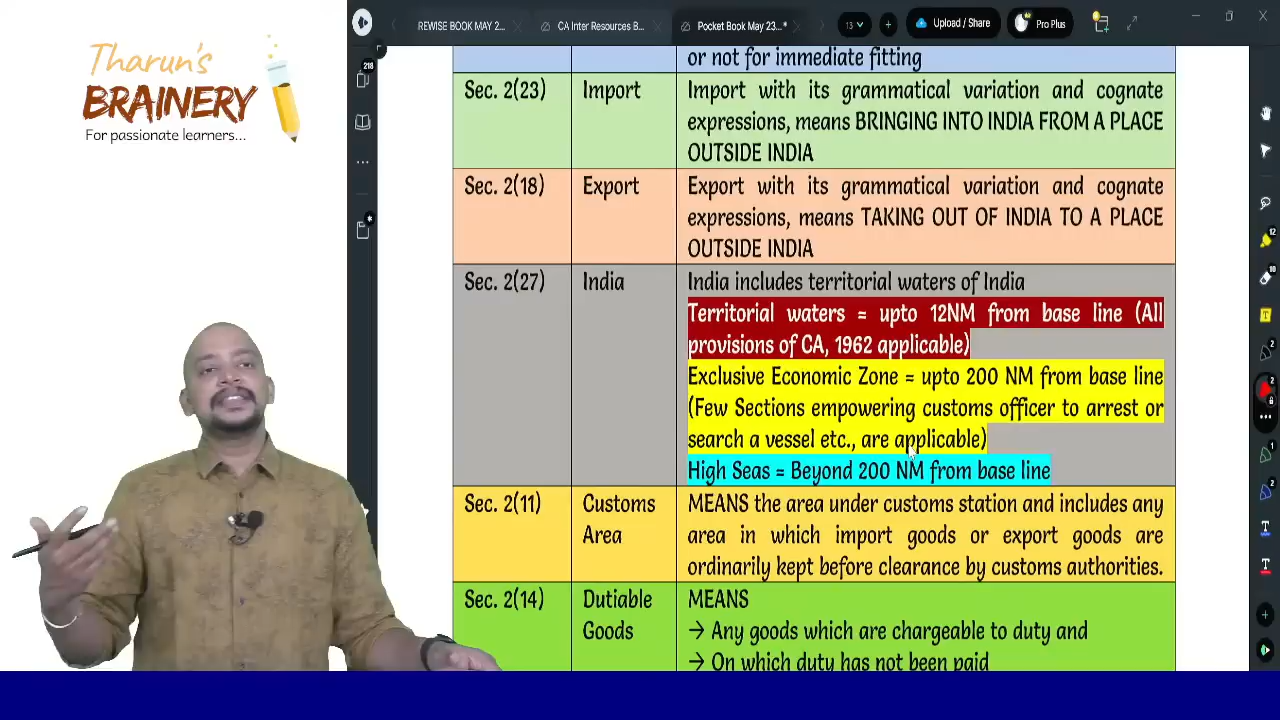 Tharun's
BRAINERY
For passionate learners...
REWISE BOOK MAY 2...
CA Inter Resources B...
Pocket Book May 23...*
13
Upload / Share
Pro Plus
218
or not for immediate fitting
Sec. 2(23)
Import
Import with its grammatical variation and cognate
expressions, means BRINGING INTO INDIA FROM A PLACE
OUTSIDE INDIA
Sec. 2(18)
Export
Export with its grammatical variation and cognate
expressions, means TAKING OUT OF INDIA TO A PLACE
OUTSIDE INDIA
Sec. 2(27)
India
India includes territorial waters of India
Territorial waters = upto 12NM from base line (All
provisions of CA, 1962 applicable)
Exclusive Economic Zone = upto 200 NM from base line
(Few Sections empowering customs officer to arrest or
search a vessel etc., are applicable)
High Seas = Beyond 200 NM from base line
Sec. 2(11)
Customs
Area
MEANS the area under customs station and includes any
area in which import goods or export goods are
ordinarily kept before clearance by customs authorities.
Sec. 2(14)
Dutiable
Goods
MEANS
→ Any goods which are chargeable to duty and
→ On which duty has not been paid